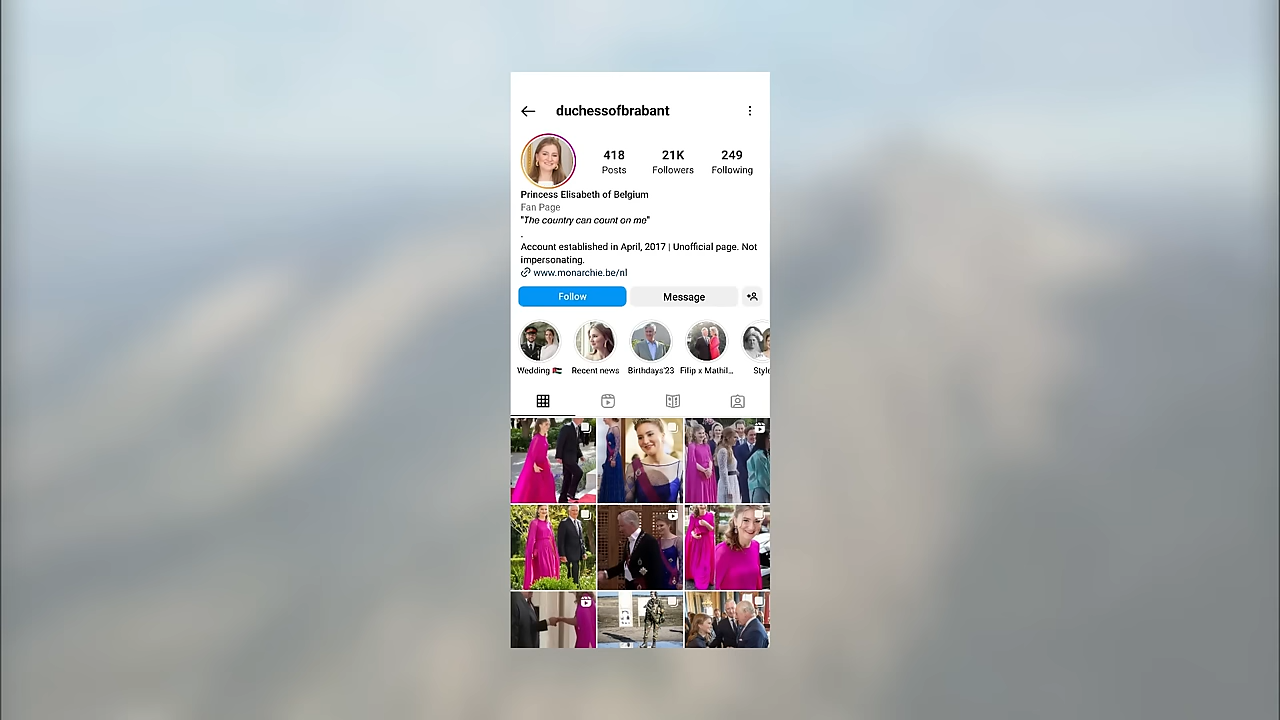 duchessofbrabant
418 21K 249
Posts Followers Following
Princess Elisabeth of Belgium
Fan Page
"The country can count on me"
.
Account established in April, 2017 | Unofficial page. Not
impersonating.
www.monarchie.be/nl
Follow Message
Wedding 🇯🇴 Recent news Birthdays'23 Filip x Mathil... Style